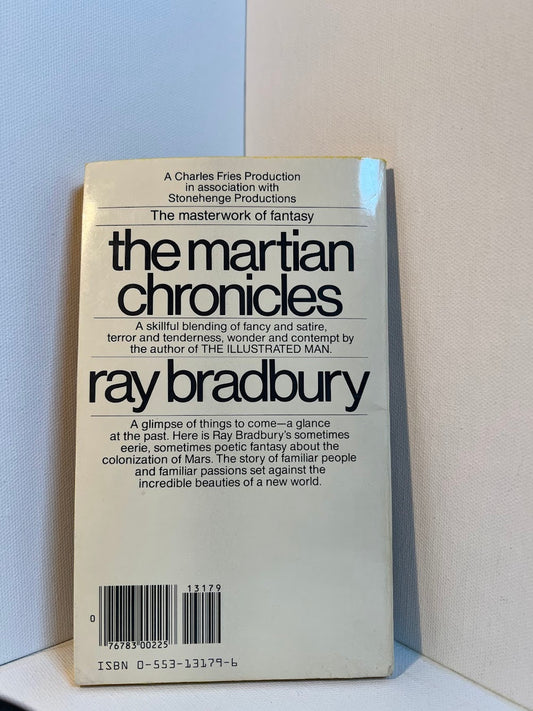 A Charles Fries Production
in association with
Stonehenge Productions
The masterwork of fantasy
the martian
chronicles
A skillful blending of fancy and satire,
terror and tenderness, wonder and contempt by
the author of THE ILLUSTRATED MAN.
ray bradbury
A glimpse of things to come—a glance
at the past. Here is Ray Bradbury's sometimes
eerie, sometimes poetic fantasy about the
colonization of Mars. The story of familiar people
and familiar passions set against the
incredible beauties of a new world.
13179
0
76783 00225
ISBN 0-553-13179-6